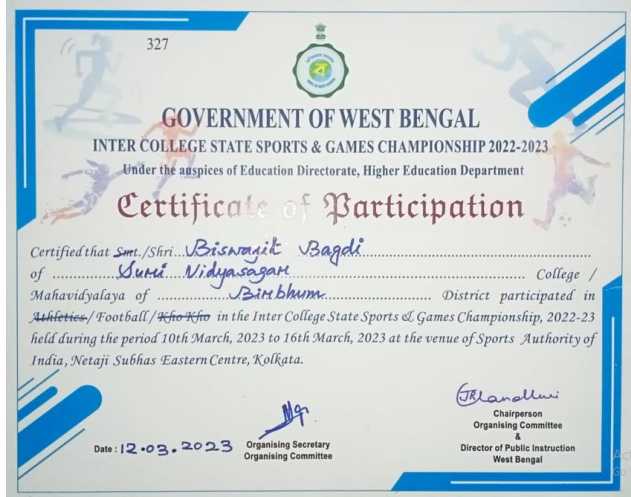 327
GOVERNMENT OF WEST BENGAL
INTER COLLEGE STATE SPORTS & GAMES CHAMPIONSHIP 2022-2023
Under the auspices of Education Directorate, Higher Education Department
Certificate of Participation
Certified that Smt./Shri...Biswajit Bagdi
of ............Suri Vidyasagar............ College /
Mahavidyalaya of ............Birbhum............ District participated in
Athletics / Football / Kho Kho in the Inter College State Sports & Games Championship, 2022-23
held during the period 10th March, 2023 to 16th March, 2023 at the venue of Sports Authority of
India, Netaji Subhas Eastern Centre, Kolkata.
Date : 12.03.2023
Organising Secretary
Organising Committee
Chairperson
Organising Committee
&
Director of Public Instruction
West Bengal